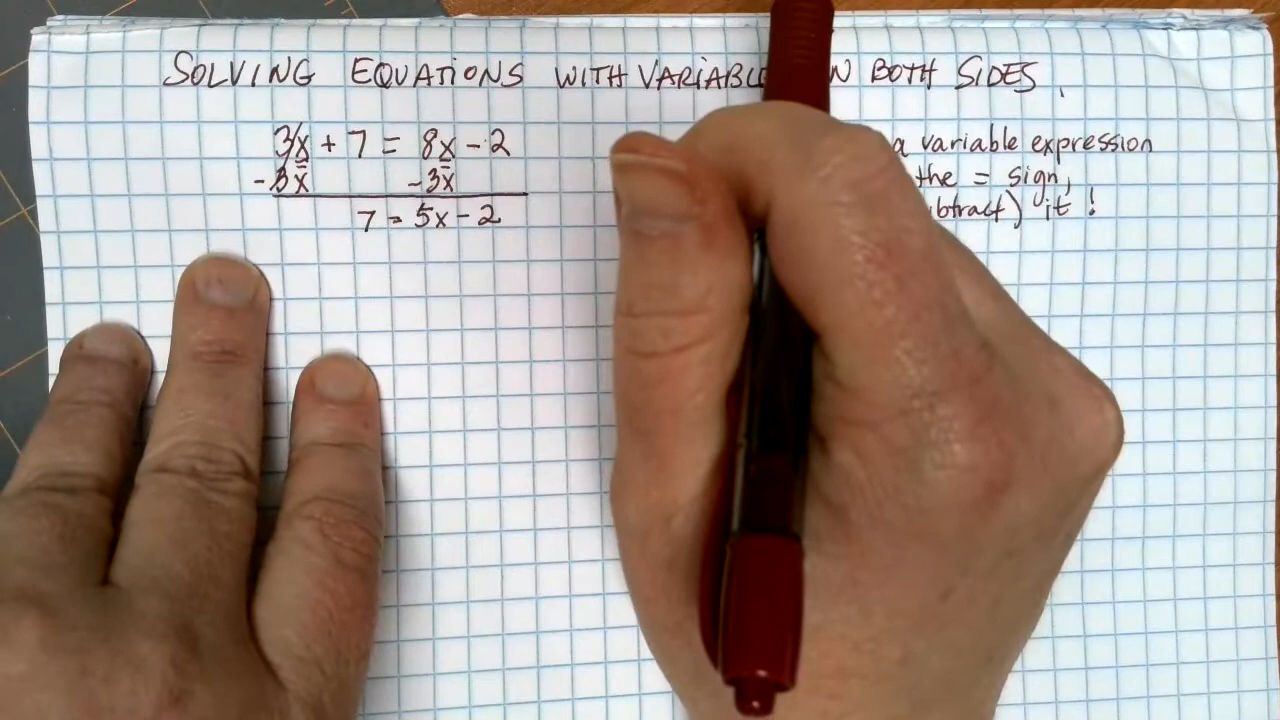 SOLVING EQUATIONS WITH BOTH SIDES.
3x + 7 = 8x - 2
-3x -3x
7 = 5x - 2
a variable expression
the = sign,
it!